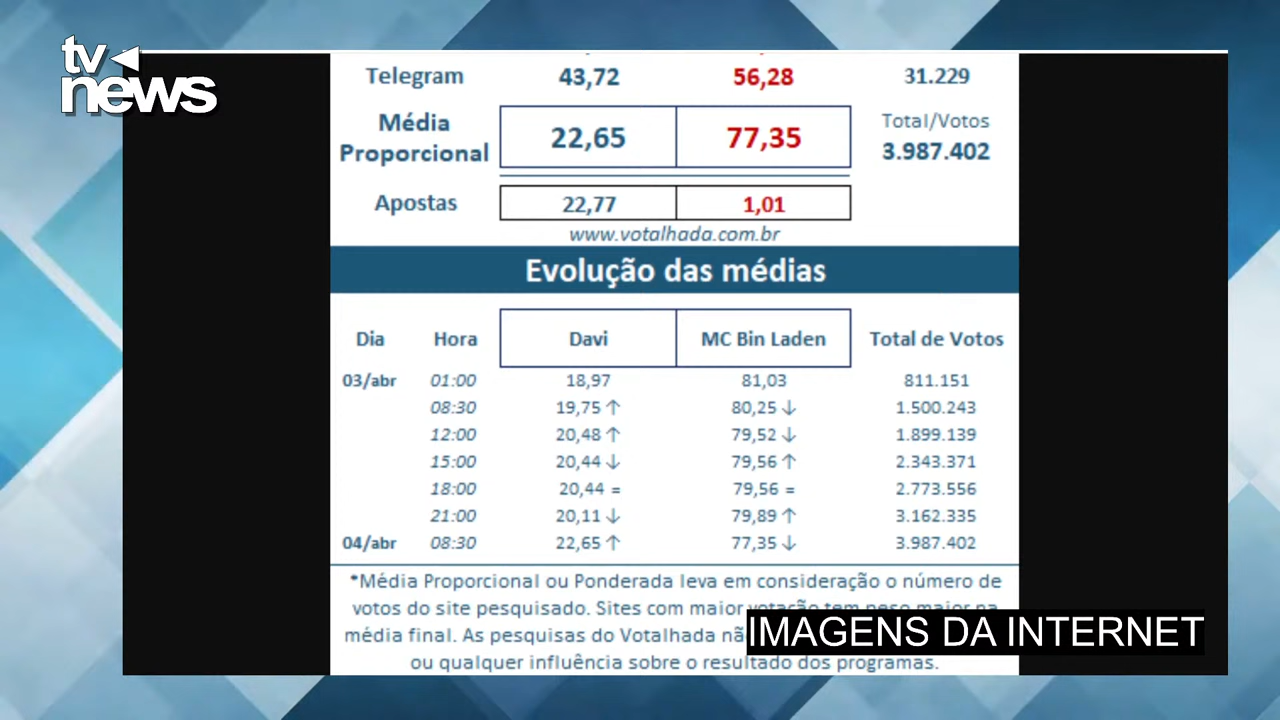 tv
news
Telegram 43,72 56,28 31.229
Média Proporcional 22,65 77,35 Total/Votos 3.987.402
Apostas 22,77 1,01
www.votalhada.com.br
Evolução das médias
Dia Hora Davi MC Bin Laden Total de Votos
03/abr 01:00 18,97 81,03 811.151
08:30 19,75 ↑ 80,25 ↓ 1.500.243
12:00 20,48 ↑ 79,52 ↓ 1.899.139
15:00 20,44 ↓ 79,56 ↑ 2.343.371
18:00 20,44 = 79,56 = 2.773.556
21:00 20,11 ↓ 79,89 ↑ 3.162.335
04/abr 08:30 22,65 ↑ 77,35 ↓ 3.987.402
*Média Proporcional ou Ponderada leva em consideração o número de
votos do site pesquisado. Sites com maior votação tem peso maior na
média final. As pesquisas do Votalhada
ou qualquer influência sobre o resultado dos programas.
IMAGENS DA INTERNET